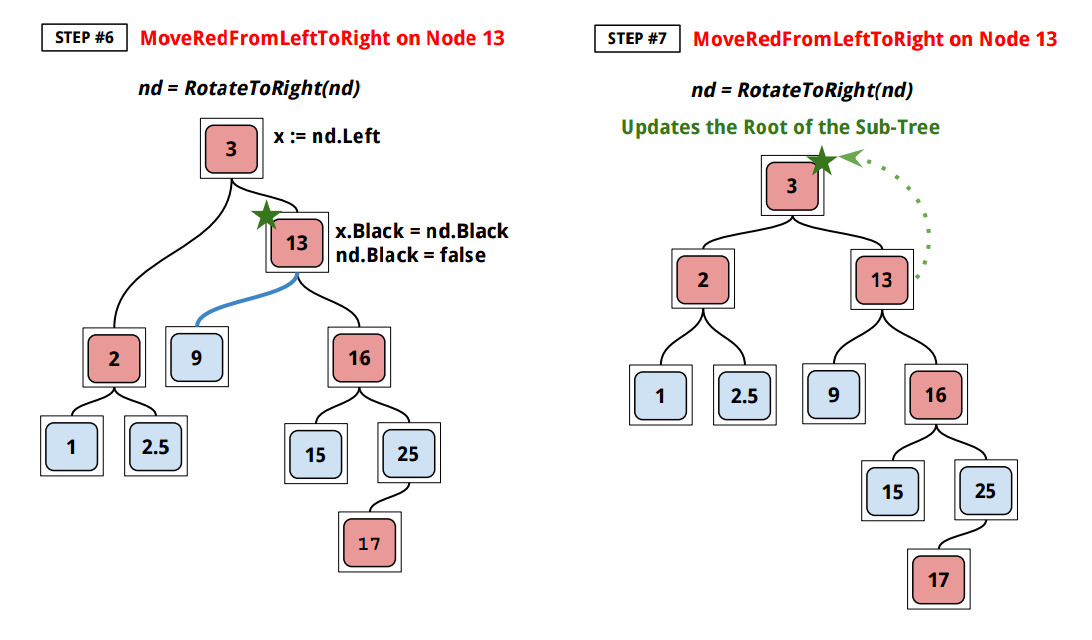 STEP #6
MoveRedFromLeftToRight on Node 13
nd = RotateToRight(nd)
3
x := nd.Left
13
x.Black = nd.Black
nd.Black = false
2
9
16
1
2.5
15
25
17
STEP #7
MoveRedFromLeftToRight on Node 13
nd = RotateToRight(nd)
Updates the Root of the Sub-Tree
3
2
13
1
2.5
9
16
15
25
17